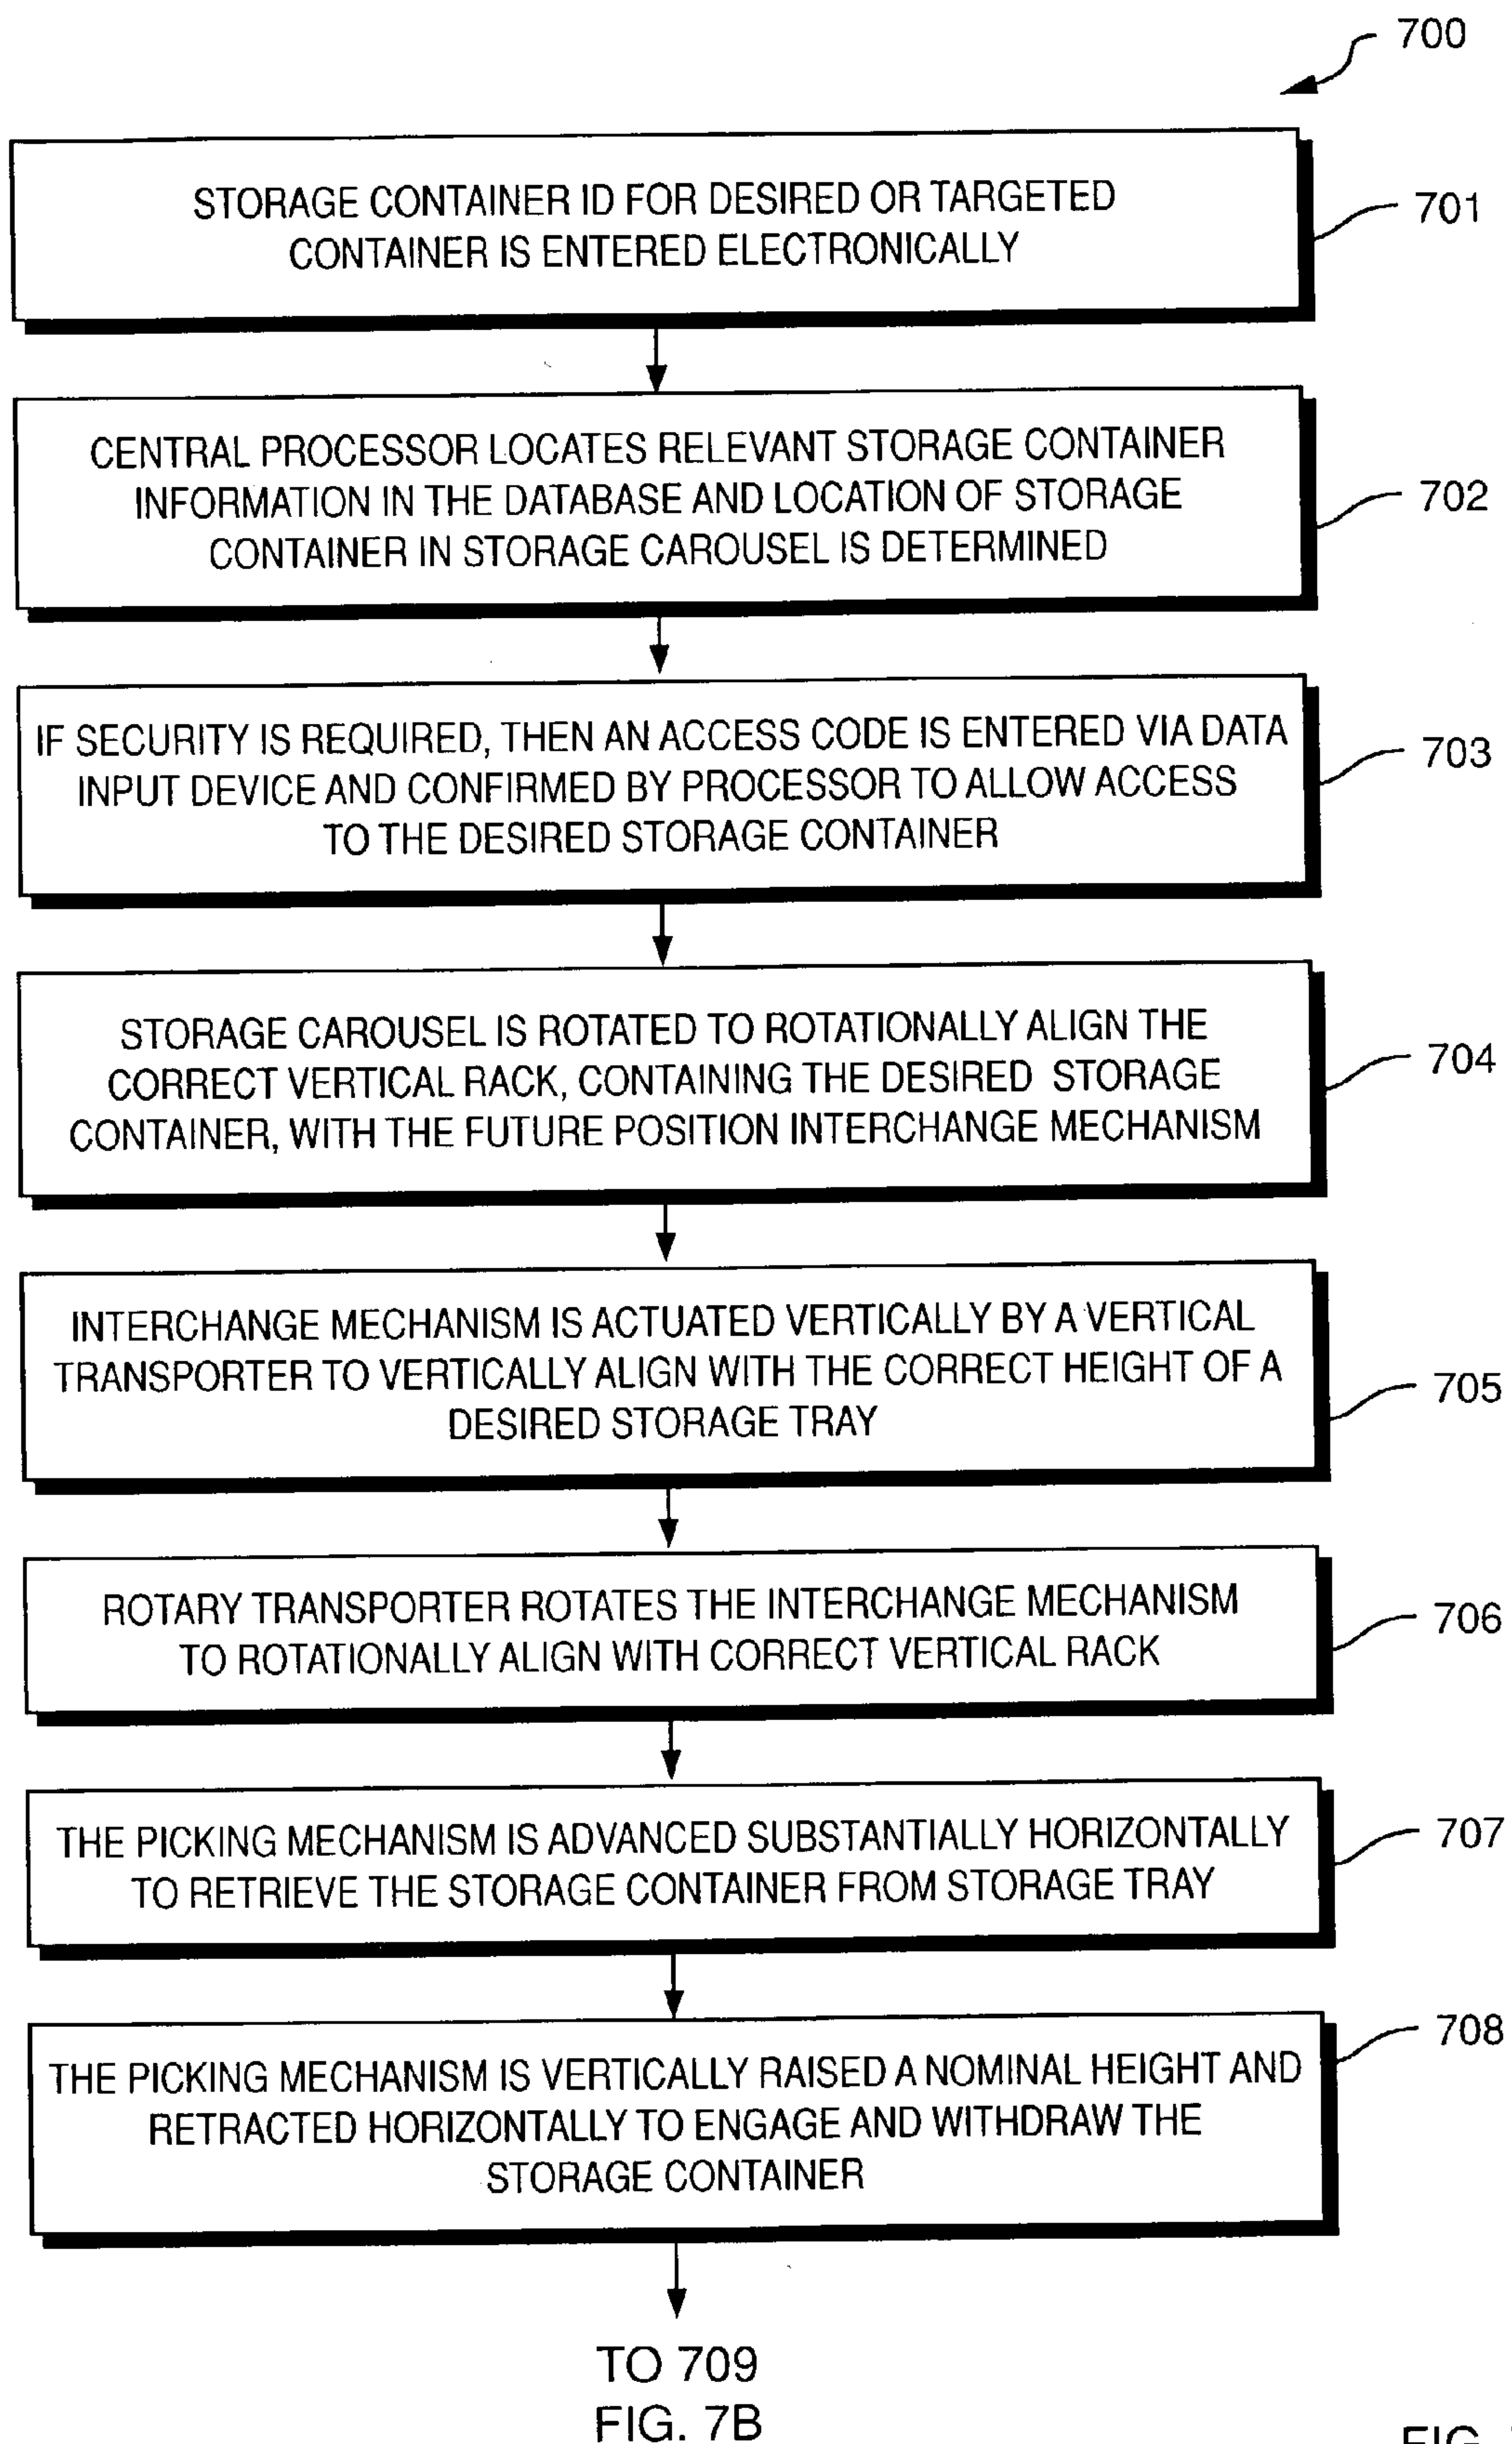 700
STORAGE CONTAINER ID FOR DESIRED OR TARGETED
CONTAINER IS ENTERED ELECTRONICALLY
701
CENTRAL PROCESSOR LOCATES RELEVANT STORAGE CONTAINER
INFORMATION IN THE DATABASE AND LOCATION OF STORAGE
CONTAINER IN STORAGE CAROUSEL IS DETERMINED
702
IF SECURITY IS REQUIRED, THEN AN ACCESS CODE IS ENTERED VIA DATA
INPUT DEVICE AND CONFIRMED BY PROCESSOR TO ALLOW ACCESS
TO THE DESIRED STORAGE CONTAINER
703
STORAGE CAROUSEL IS ROTATED TO ROTATIONALLY ALIGN THE
CORRECT VERTICAL RACK, CONTAINING THE DESIRED STORAGE
CONTAINER, WITH THE FUTURE POSITION INTERCHANGE MECHANISM
704
INTERCHANGE MECHANISM IS ACTUATED VERTICALLY BY A VERTICAL
TRANSPORTER TO VERTICALLY ALIGN WITH THE CORRECT HEIGHT OF A
DESIRED STORAGE TRAY
705
ROTARY TRANSPORTER ROTATES THE INTERCHANGE MECHANISM
TO ROTATIONALLY ALIGN WITH CORRECT VERTICAL RACK
706
THE PICKING MECHANISM IS ADVANCED SUBSTANTIALLY HORIZONTALLY
TO RETRIEVE THE STORAGE CONTAINER FROM STORAGE TRAY
707
THE PICKING MECHANISM IS VERTICALLY RAISED A NOMINAL HEIGHT AND
RETRACTED HORIZONTALLY TO ENGAGE AND WITHDRAW THE
STORAGE CONTAINER
708
TO 709
FIG. 7B